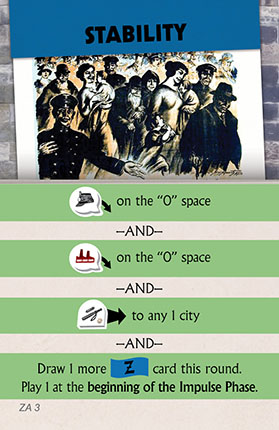 STABILITY
on the "O" space
—AND—
on the "O" space
—AND—
to any 1 city
—AND—
Draw 1 more Z card this round.
Play 1 at the beginning of the Impulse Phase.
ZA 3